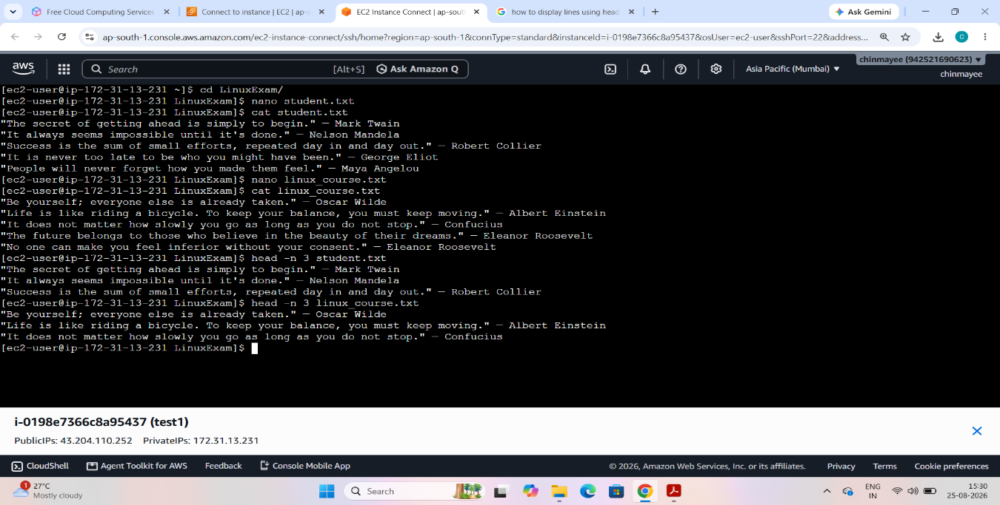 Free Cloud Computing Services
Connect to instance | EC2 | ap-s
EC2 Instance Connect | ap-sout
how to display lines using head
Ask Gemini
ap-south-1.console.aws.amazon.com/ec2-instance-connect/ssh/home?region=ap-south-1&connType=standard&instanceId=i-0198e7366c8a95437&osUser=ec2-user&sshPort=22&address...
C
aws
Search
[Alt+S]
Ask Amazon Q
Asia Pacific (Mumbai)
chinmayee (942521690623)
chinmayee
[ec2-user@ip-172-31-13-231 ~]$ cd LinuxExam/
[ec2-user@ip-172-31-13-231 LinuxExam]$ nano student.txt
[ec2-user@ip-172-31-13-231 LinuxExam]$ cat student.txt
"The secret of getting ahead is simply to begin." — Mark Twain
"It always seems impossible until it's done." — Nelson Mandela
"Success is the sum of small efforts, repeated day in and day out." — Robert Collier
"It is never too late to be who you might have been." — George Eliot
"People will never forget how you made them feel." — Maya Angelou
[ec2-user@ip-172-31-13-231 LinuxExam]$ nano linux_course.txt
[ec2-user@ip-172-31-13-231 LinuxExam]$ cat linux_course.txt
"Be yourself; everyone else is already taken." — Oscar Wilde
"Life is like riding a bicycle. To keep your balance, you must keep moving." — Albert Einstein
"It does not matter how slowly you go as long as you do not stop." — Confucius
"The future belongs to those who believe in the beauty of their dreams." — Eleanor Roosevelt
"No one can make you feel inferior without your consent." — Eleanor Roosevelt
[ec2-user@ip-172-31-13-231 LinuxExam]$ head -n 3 student.txt
"The secret of getting ahead is simply to begin." — Mark Twain
"It always seems impossible until it's done." — Nelson Mandela
"Success is the sum of small efforts, repeated day in and day out." — Robert Collier
[ec2-user@ip-172-31-13-231 LinuxExam]$ head -n 3 linux_course.txt
"Be yourself; everyone else is already taken." — Oscar Wilde
"Life is like riding a bicycle. To keep your balance, you must keep moving." — Albert Einstein
"It does not matter how slowly you go as long as you do not stop." — Confucius
[ec2-user@ip-172-31-13-231 LinuxExam]$
i-0198e7366c8a95437 (test1)
PublicIPs: 43.204.110.252 PrivateIPs: 172.31.13.231
CloudShell
Agent Toolkit for AWS
Feedback
Console Mobile App
© 2026, Amazon Web Services, Inc. or its affiliates.
Privacy
Terms
Cookie preferences
1
27°C
Mostly cloudy
Search
ENG
IN
15:30
25-08-2026